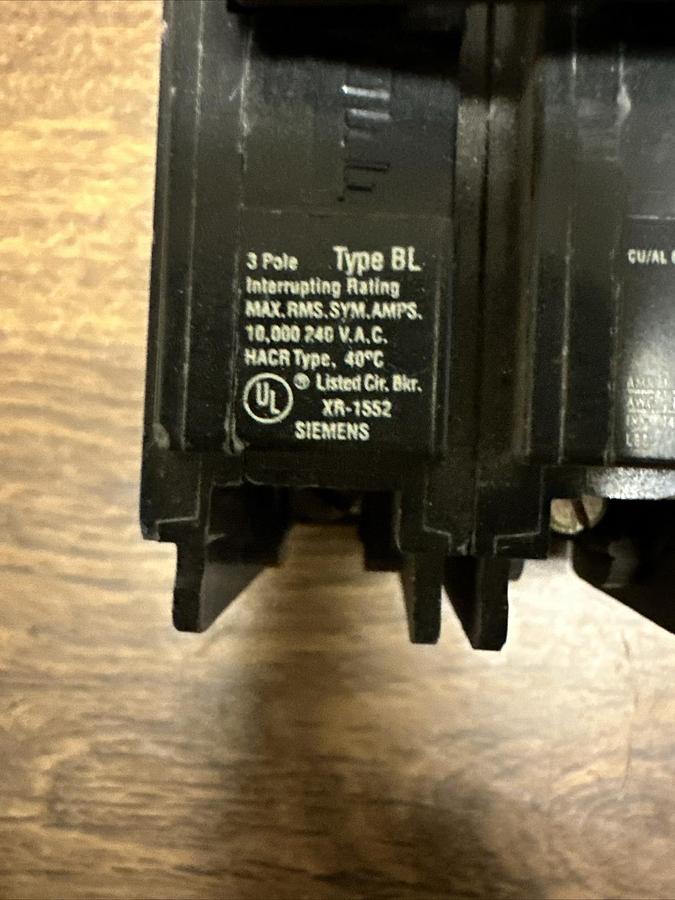 3 Pole Type BL
Interrupting Rating
MAX.RMS.SYM.AMPS.
10,000 240 V.A.C.
HACR Type, 40°C
UL ® Listed Cir. Bkr.
XR-1552
SIEMENS
CU/AL